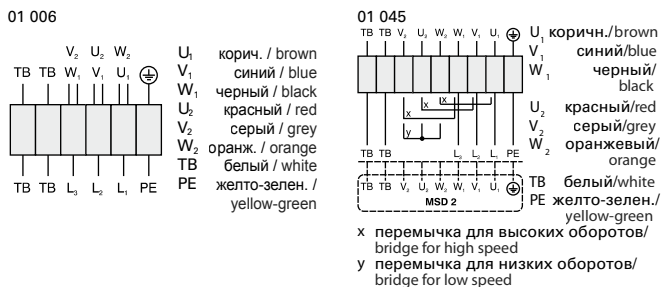 01 006
V₂ U₂ W₂
TB TB W₁ V₁ U₁
TB TB L₃ L₂ L₁ PE
U₁ корич. / brown
V₁ синий / blue
W₁ черный / black
U₂ красный / red
V₂ серый / grey
W₂ оранж. / orange
TB белый / white
PE желто-зелен. /
yellow-green
01 045
TB TB V₂ U₂ W₂ W₁ V₁ U₁
x
x
x
y
TB TB L₃ L₂ L₁ PE
TB TB V₂ U₂ W₂ W₁ V₁ U₁
MSD 2
U₁ коричн./brown
V₁ синий/blue
W₁ черный/
black
U₂ красный/red
V₂ серый/grey
W₂ оранжевый/
orange
TB белый/white
PE желто-зелен./
yellow-green
x перемычка для высоких оборотов/
bridge for high speed
y перемычка для низких оборотов/
bridge for low speed